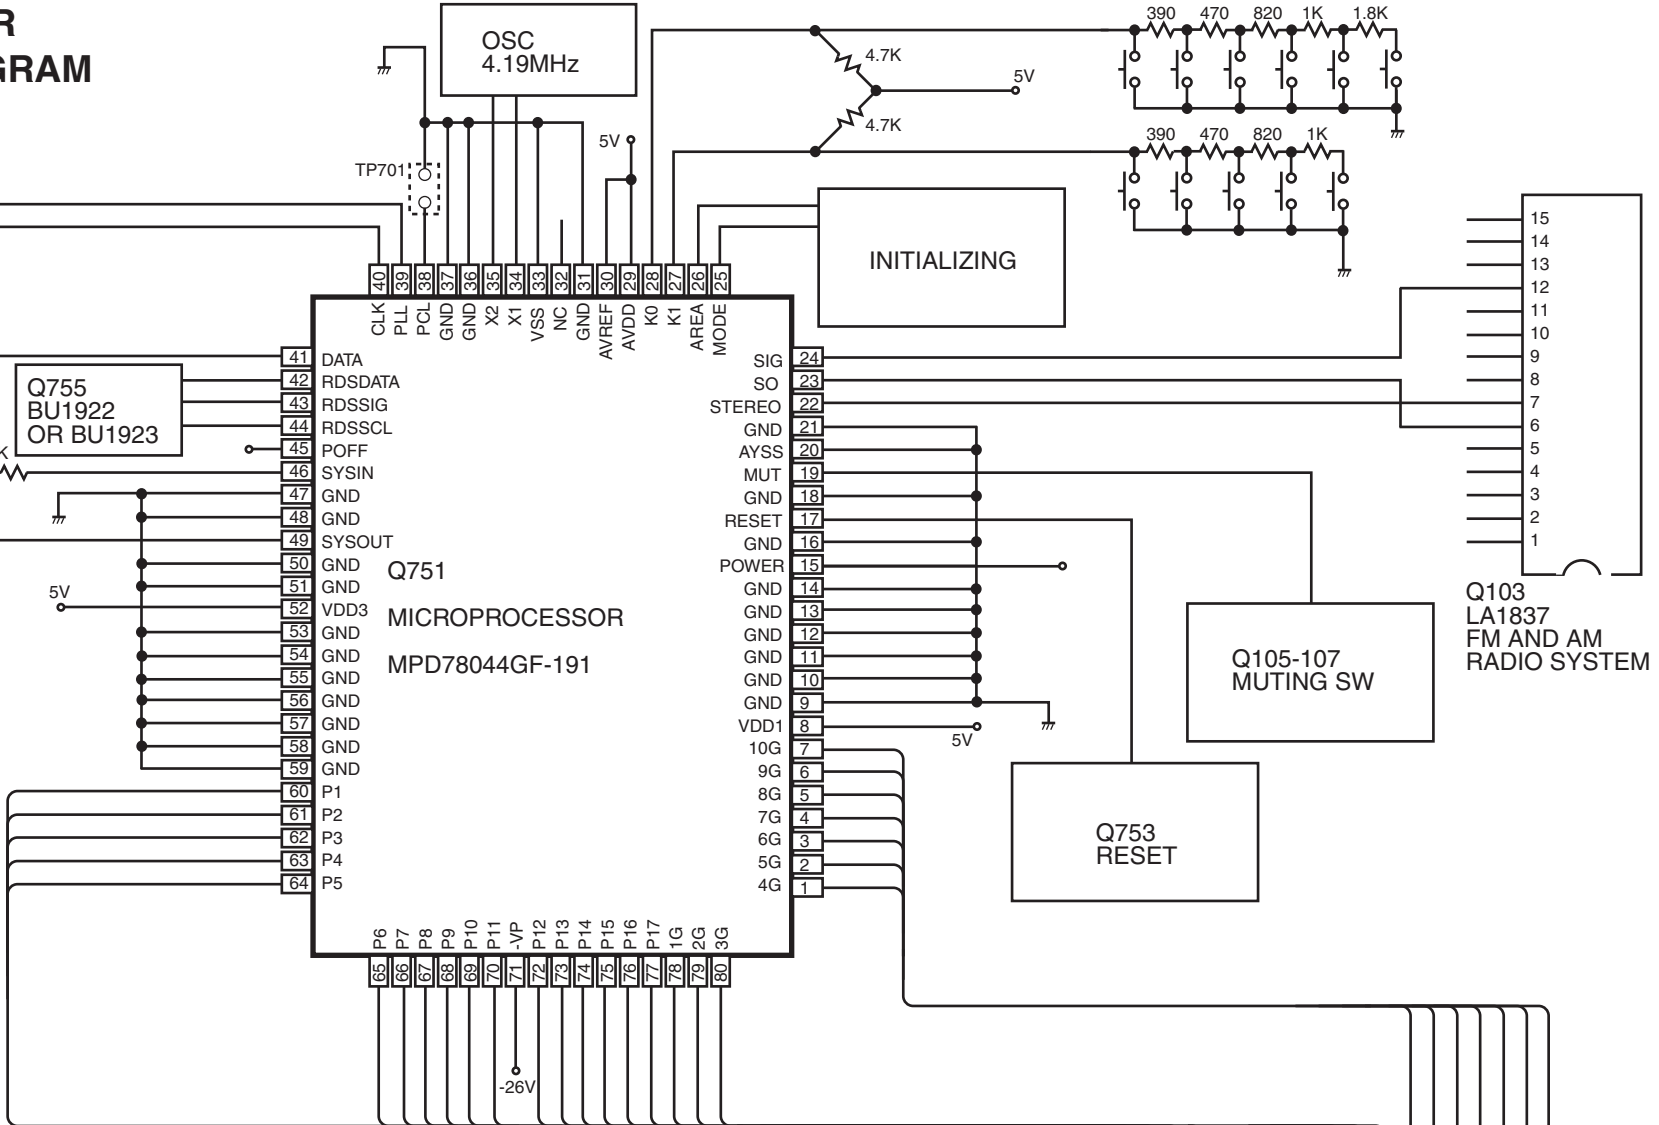 R
GRAM
OSC
4.19MHz
TP701
5V
4.7K
4.7K
5V
390 470 820 1K 1.8K
390 470 820 1K
INITIALIZING
40 39 38 37 36 35 34 33 32 31 30 29 28 27 26 25
CLK PLL PCL GND GND X2 X1 VSS NC GND AVREF AVDD K0 K1 AREA MODE
41 DATA
42 RDSDATA
43 RDSSIG
44 RDSSCL
45 POFF
46 SYSIN
47 GND
48 GND
49 SYSOUT
50 GND
51 GND
52 VDD3
53 GND
54 GND
55 GND
56 GND
57 GND
58 GND
59 GND
60 P1
61 P2
62 P3
63 P4
64 P5
Q755
BU1922
OR BU1923
K
5V
Q751
MICROPROCESSOR
MPD78044GF-191
SIG 24
SO 23
STEREO 22
GND 21
AYSS 20
MUT 19
GND 18
RESET 17
GND 16
POWER 15
GND 14
GND 13
GND 12
GND 11
GND 10
GND 9
VDD1 8
10G 7
9G 6
8G 5
7G 4
6G 3
5G 2
4G 1
5V
P6 P7 P8 P9 P10 P11 -VP P12 P13 P14 P15 P16 P17 1G 2G 3G
65 66 67 68 69 70 71 72 73 74 75 76 77 78 79 80
-26V
15
14
13
12
11
10
9
8
7
6
5
4
3
2
1
Q103
LA1837
FM AND AM
RADIO SYSTEM
Q105-107
MUTING SW
Q753
RESET